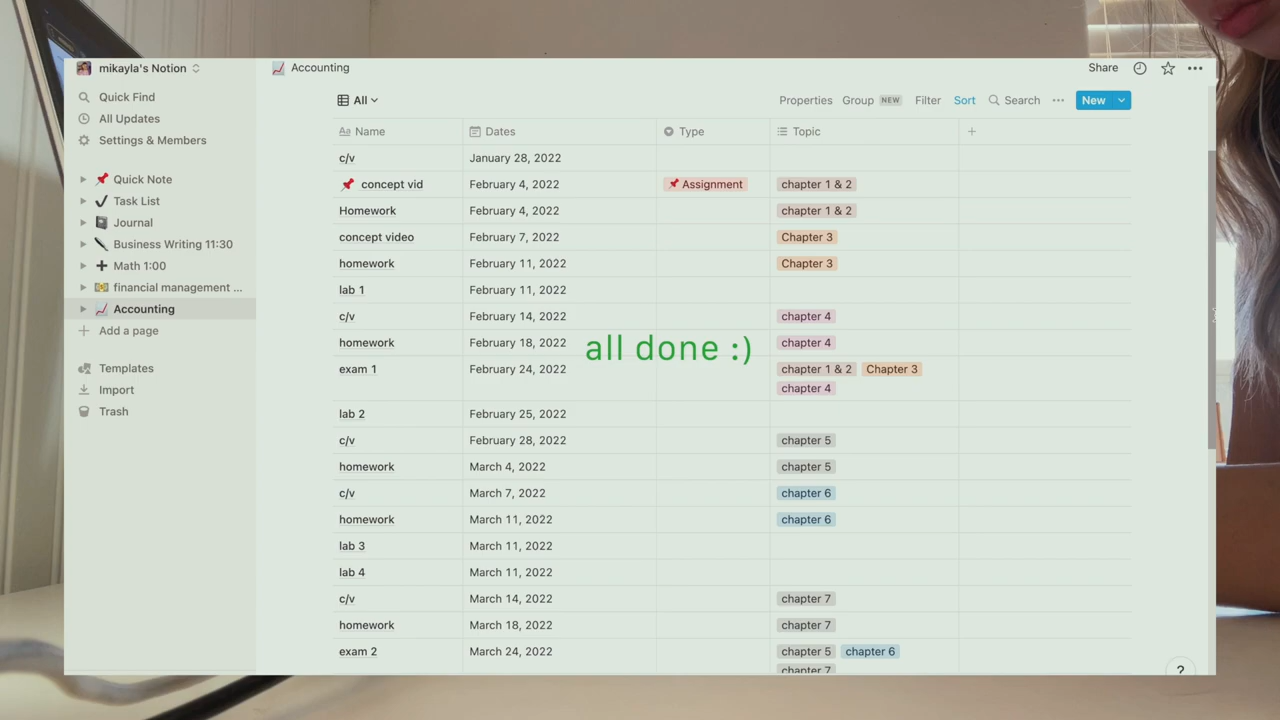 mikayla's Notion
Quick Find
All Updates
Settings & Members
Quick Note
Task List
Journal
Business Writing 11:30
Math 1:00
financial management ...
Accounting
Add a page
Templates
Import
Trash
Accounting
Share
All
Properties Group NEW Filter Sort Search New
Aa Name Dates Type Topic
c/v January 28, 2022
concept vid February 4, 2022 Assignment chapter 1 & 2
Homework February 4, 2022 chapter 1 & 2
concept video February 7, 2022 Chapter 3
homework February 11, 2022 Chapter 3
lab 1 February 11, 2022
c/v February 14, 2022 chapter 4
homework February 18, 2022 chapter 4
all done :)
exam 1 February 24, 2022 chapter 1 & 2 Chapter 3
chapter 4
lab 2 February 25, 2022
c/v February 28, 2022 chapter 5
homework March 4, 2022 chapter 5
c/v March 7, 2022 chapter 6
homework March 11, 2022 chapter 6
lab 3 March 11, 2022
lab 4 March 11, 2022
c/v March 14, 2022 chapter 7
homework March 18, 2022 chapter 7
exam 2 March 24, 2022 chapter 5 chapter 6
chapter 7
?